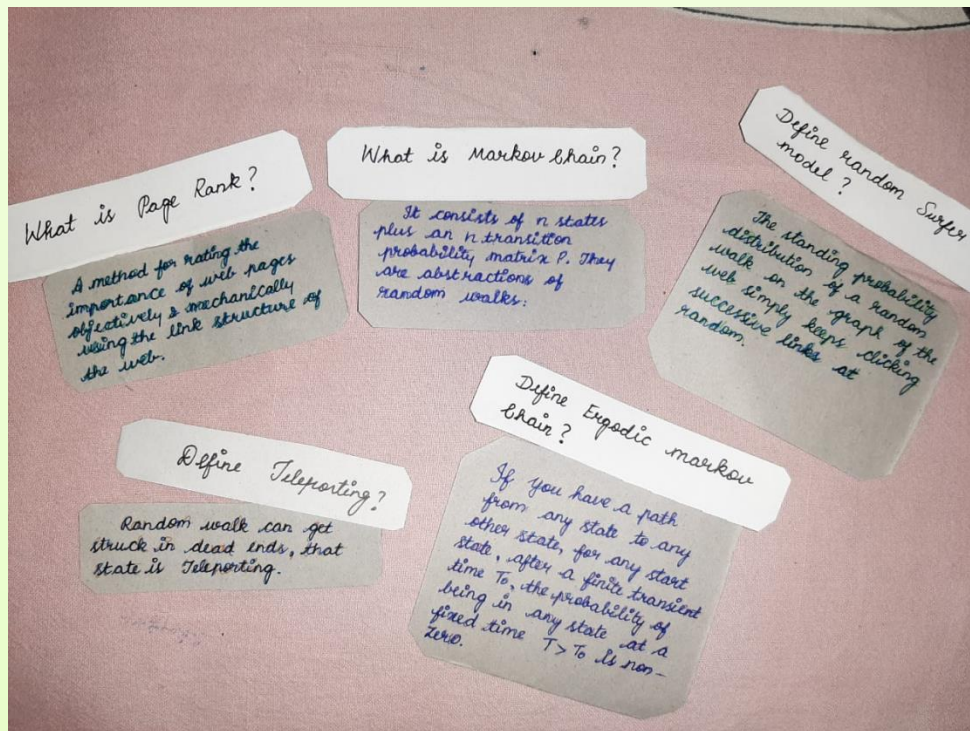 What is Page Rank?
A method for rating the
importance of web pages
objectively & mechanically
using the link structure of
the web.
What is Markov Chain?
It consists of n states
plus an n transition
probability matrix P. They
are abstractions of
random walks.
Define random Surfer
model?
The standing probability
distribution of a random
walk on the graph of the
web simply keeps clicking
successive links at
random.
Define Teleporting?
Random walk can get
struck in dead ends, that
state is Teleporting.
Define Ergodic markov
Chain?
If you have a path
from any state to any
other state, for any start
state, after a finite transient
time To, the probability of
being in any state at a
fixed time T > To is non-
zero.